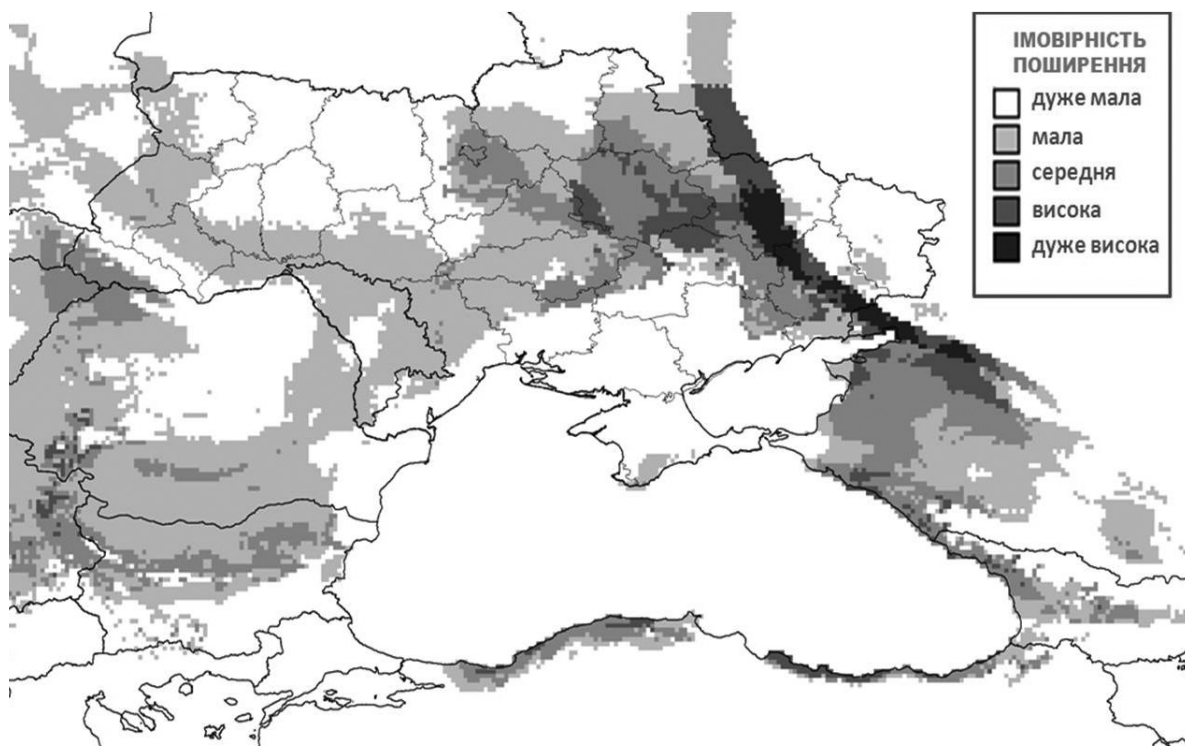 ІМОВІРНІСТЬ
ПОШИРЕННЯ
дуже мала
мала
середня
висока
дуже висока